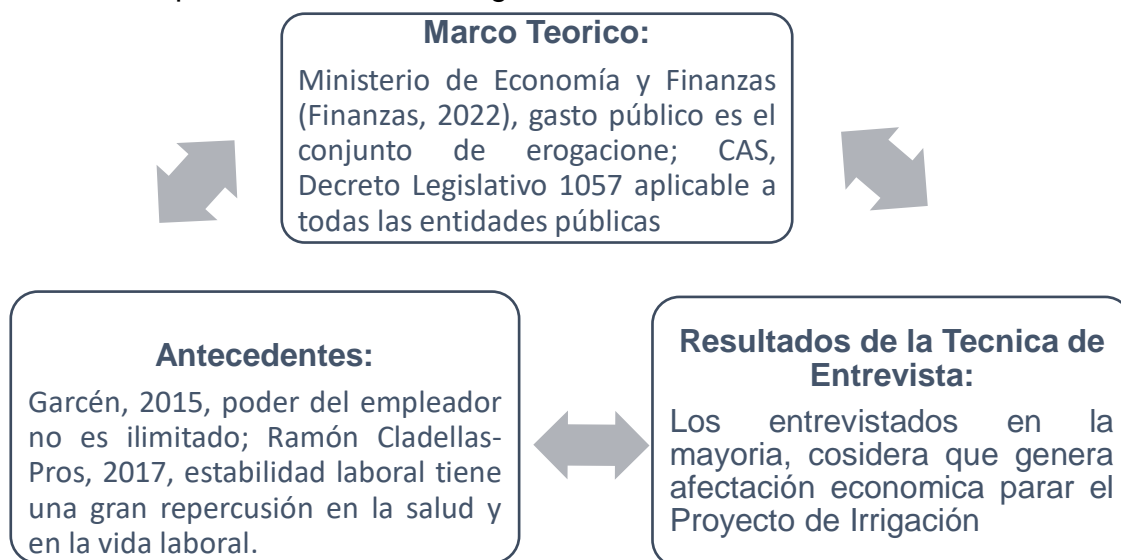 Marco Teorico:
Ministerio de Economía y Finanzas
(Finanzas, 2022), gasto público es el
conjunto de erogacione; CAS,
Decreto Legislativo 1057 aplicable a
todas las entidades públicas
Antecedentes:
Garcén, 2015, poder del empleador
no es ilimitado; Ramón Cladellas-
Pros, 2017, estabilidad laboral tiene
una gran repercusión en la salud y
en la vida laboral.
Resultados de la Tecnica de
Entrevista:
Los entrevistados en la
mayoria, cosidera que genera
afectación economica parar el
Proyecto de Irrigación